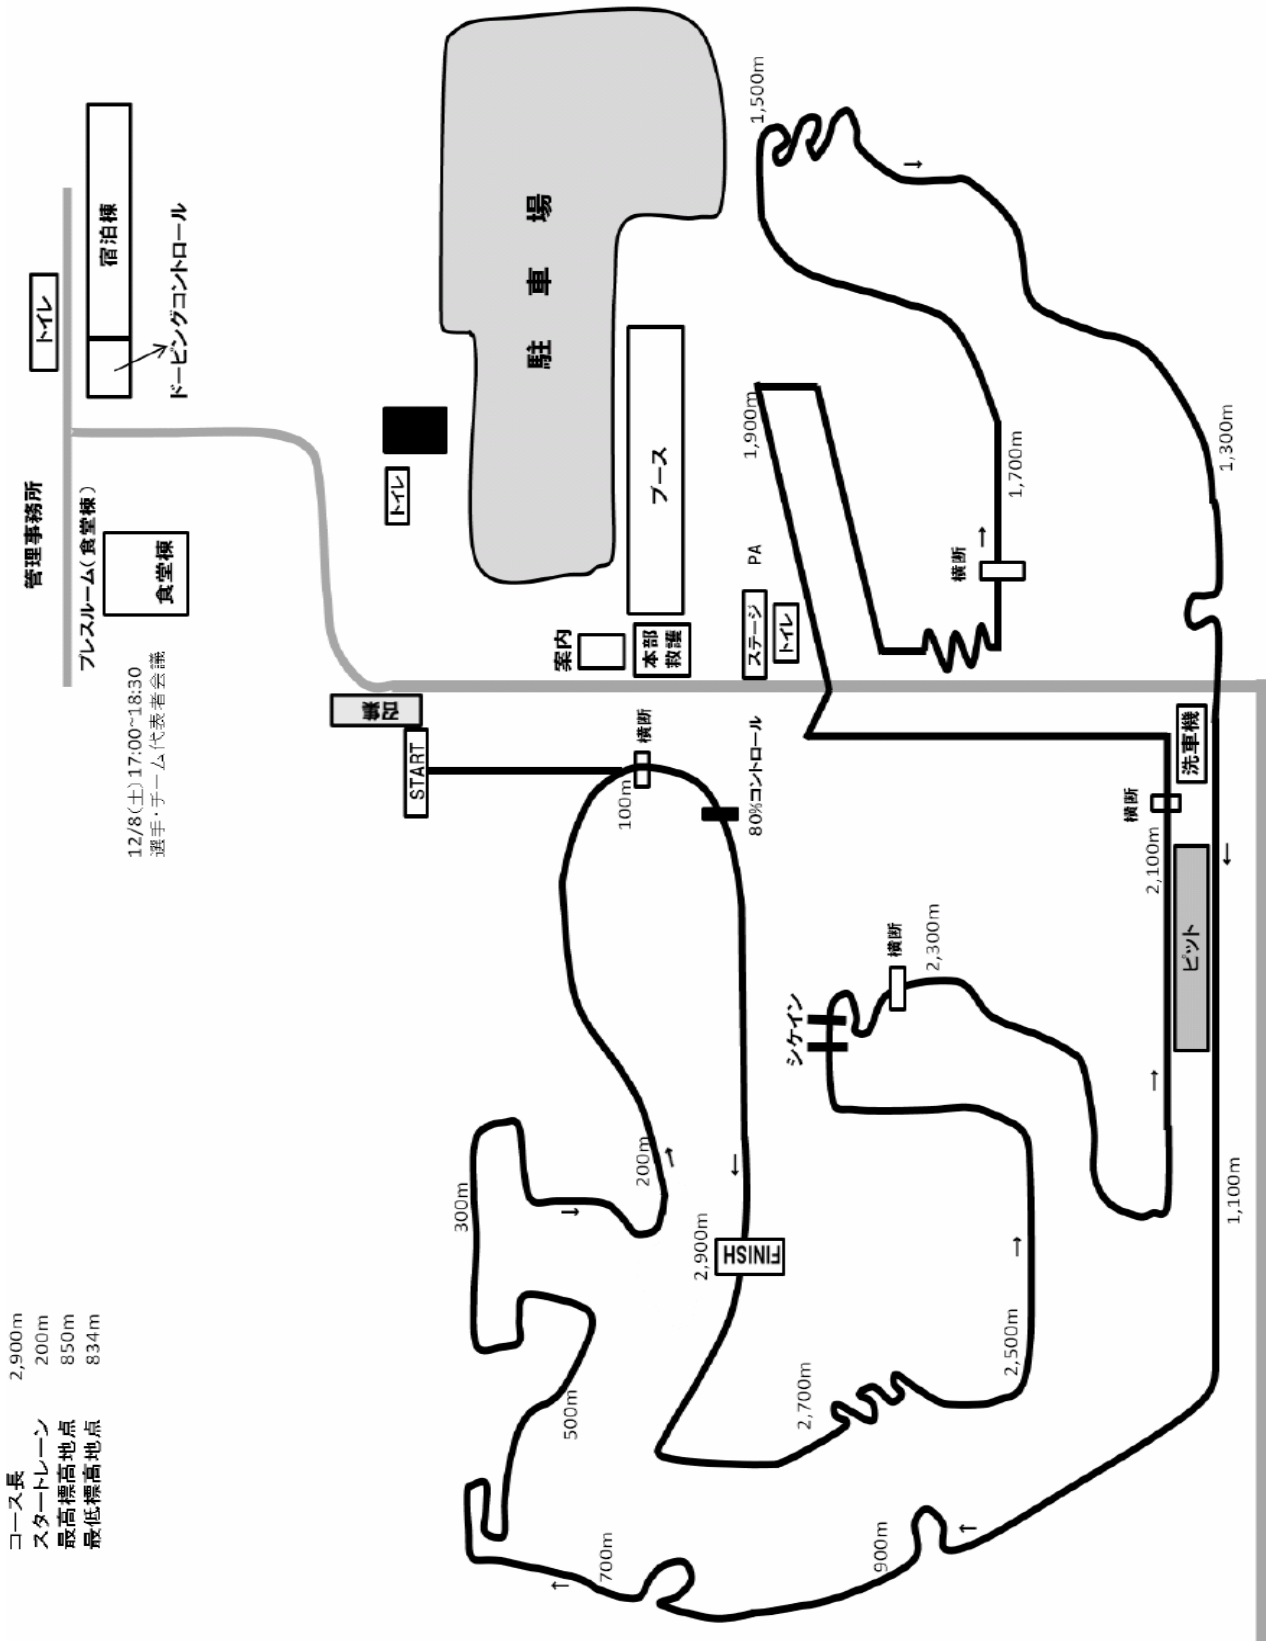 コース長 2,900m
スタートレーン 200m
最高標高地点 850m
最低標高地点 834m
管理事務所
トイレ
プレスルーム(食堂棟)
食堂棟
宿泊棟
ドーピングコントロール
12/8(土)17:00~18:30
選手・チーム代表者会議
トイレ
駐車場
召集
START
案内
本部
救護
ブース
横断
100m
80%コントロール
ステージ
PA
トイレ
1,900m
1,500m
横断
1,700m
1,300m
洗車機
横断
2,100m
ピット
横断
2,300m
シケイン
200m
300m
2,900m
FINISH
500m
2,500m
2,700m
700m
900m
1,100m